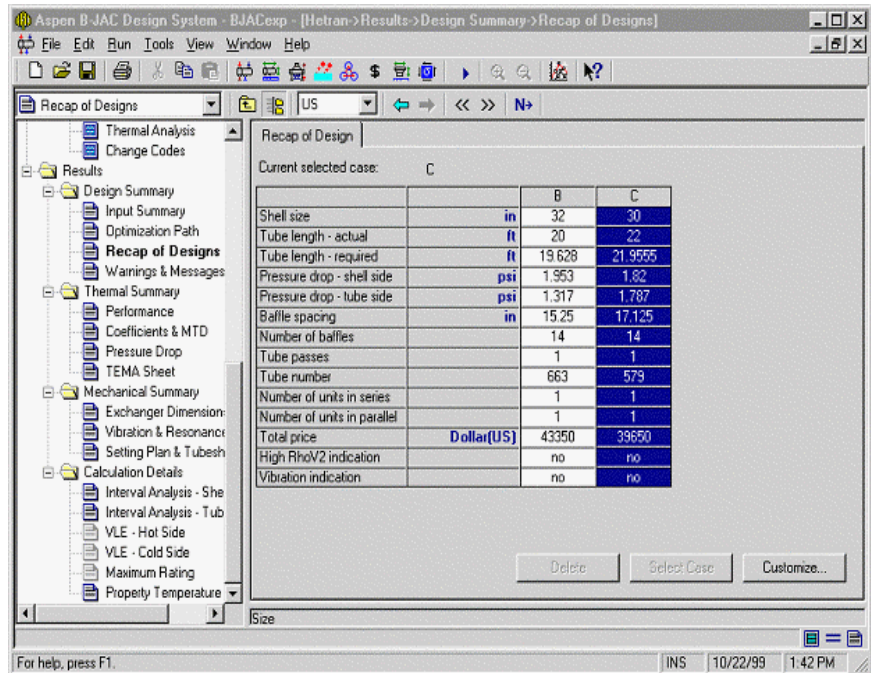 Aspen B-JAC Design System - BJACexp - [Hetran->Results->Design Summary->Recap of Designs]
File Edit Run Tools View Window Help
Recap of Designs US N→
Thermal Analysis
Change Codes
Results
Design Summary
Input Summary
Optimization Path
Recap of Designs
Warnings & Messages
Thermal Summary
Performance
Coefficients & MTD
Pressure Drop
TEMA Sheet
Mechanical Summary
Exchanger Dimension
Vibration & Resonance
Setting Plan & Tubesh
Calculation Details
Interval Analysis - She
Interval Analysis - Tub
VLE - Hot Side
VLE - Cold Side
Maximum Rating
Property Temperature
Recap of Design
Current selected case: C
B C
Shell size in 32 30
Tube length - actual ft 20 22
Tube length - required ft 19.628 21.9555
Pressure drop - shell side psi 1.953 1.82
Pressure drop - tube side psi 1.317 1.787
Baffle spacing in 15.25 17.125
Number of baffles 14 14
Tube passes 1 1
Tube number 663 579
Number of units in series 1 1
Number of units in parallel 1 1
Total price Dollar(US) 43350 39650
High RhoV2 indication no no
Vibration indication no no
Delete Select Case Customize...
Size
For help, press F1. INS 10/22/99 1:42 PM